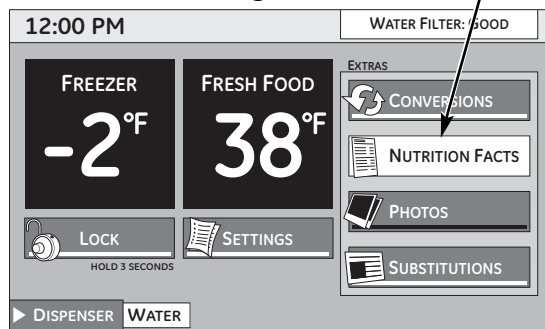 12:00 PM
WATER FILTER: GOOD
EXTRAS
FREEZER
-2°F
FRESH FOOD
38°F
CONVERSIONS
NUTRITION FACTS
PHOTOS
SUBSTITUTIONS
LOCK
HOLD 3 SECONDS
SETTINGS
DISPENSER
WATER